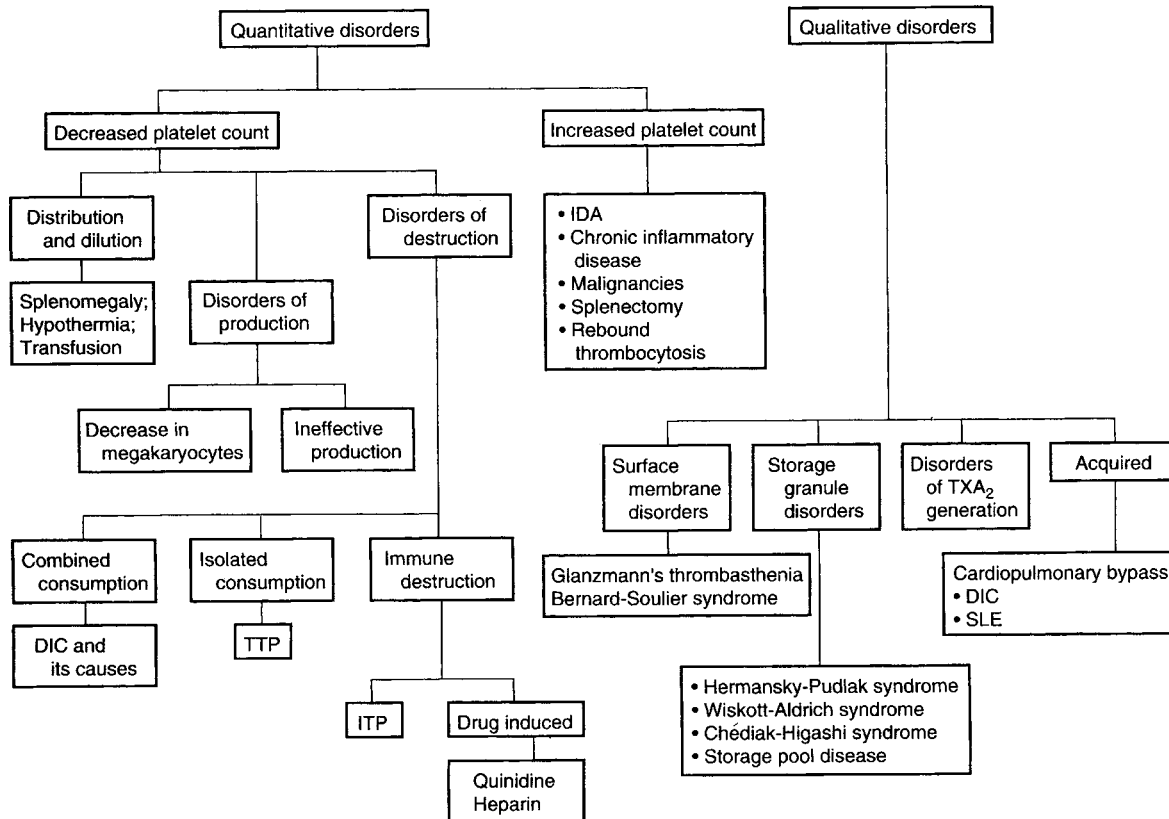 Quantitative disorders
Qualitative disorders
Decreased platelet count
Increased platelet count
Distribution
and dilution
Disorders of
destruction
• IDA
• Chronic inflammatory
disease
• Malignancies
• Splenectomy
• Rebound
thrombocytosis
Splenomegaly;
Hypothermia;
Transfusion
Disorders of
production
Decrease in
megakaryocytes
Ineffective
production
Surface
membrane
disorders
Storage
granule
disorders
Disorders
of TXA₂
generation
Acquired
Combined
consumption
Isolated
consumption
Immune
destruction
Glanzmann's thrombasthenia
Bernard-Soulier syndrome
Cardiopulmonary bypass
• DIC
• SLE
DIC and
its causes
TTP
ITP
Drug induced
• Hermansky-Pudlak syndrome
• Wiskott-Aldrich syndrome
• Chédiak-Higashi syndrome
• Storage pool disease
Quinidine
Heparin